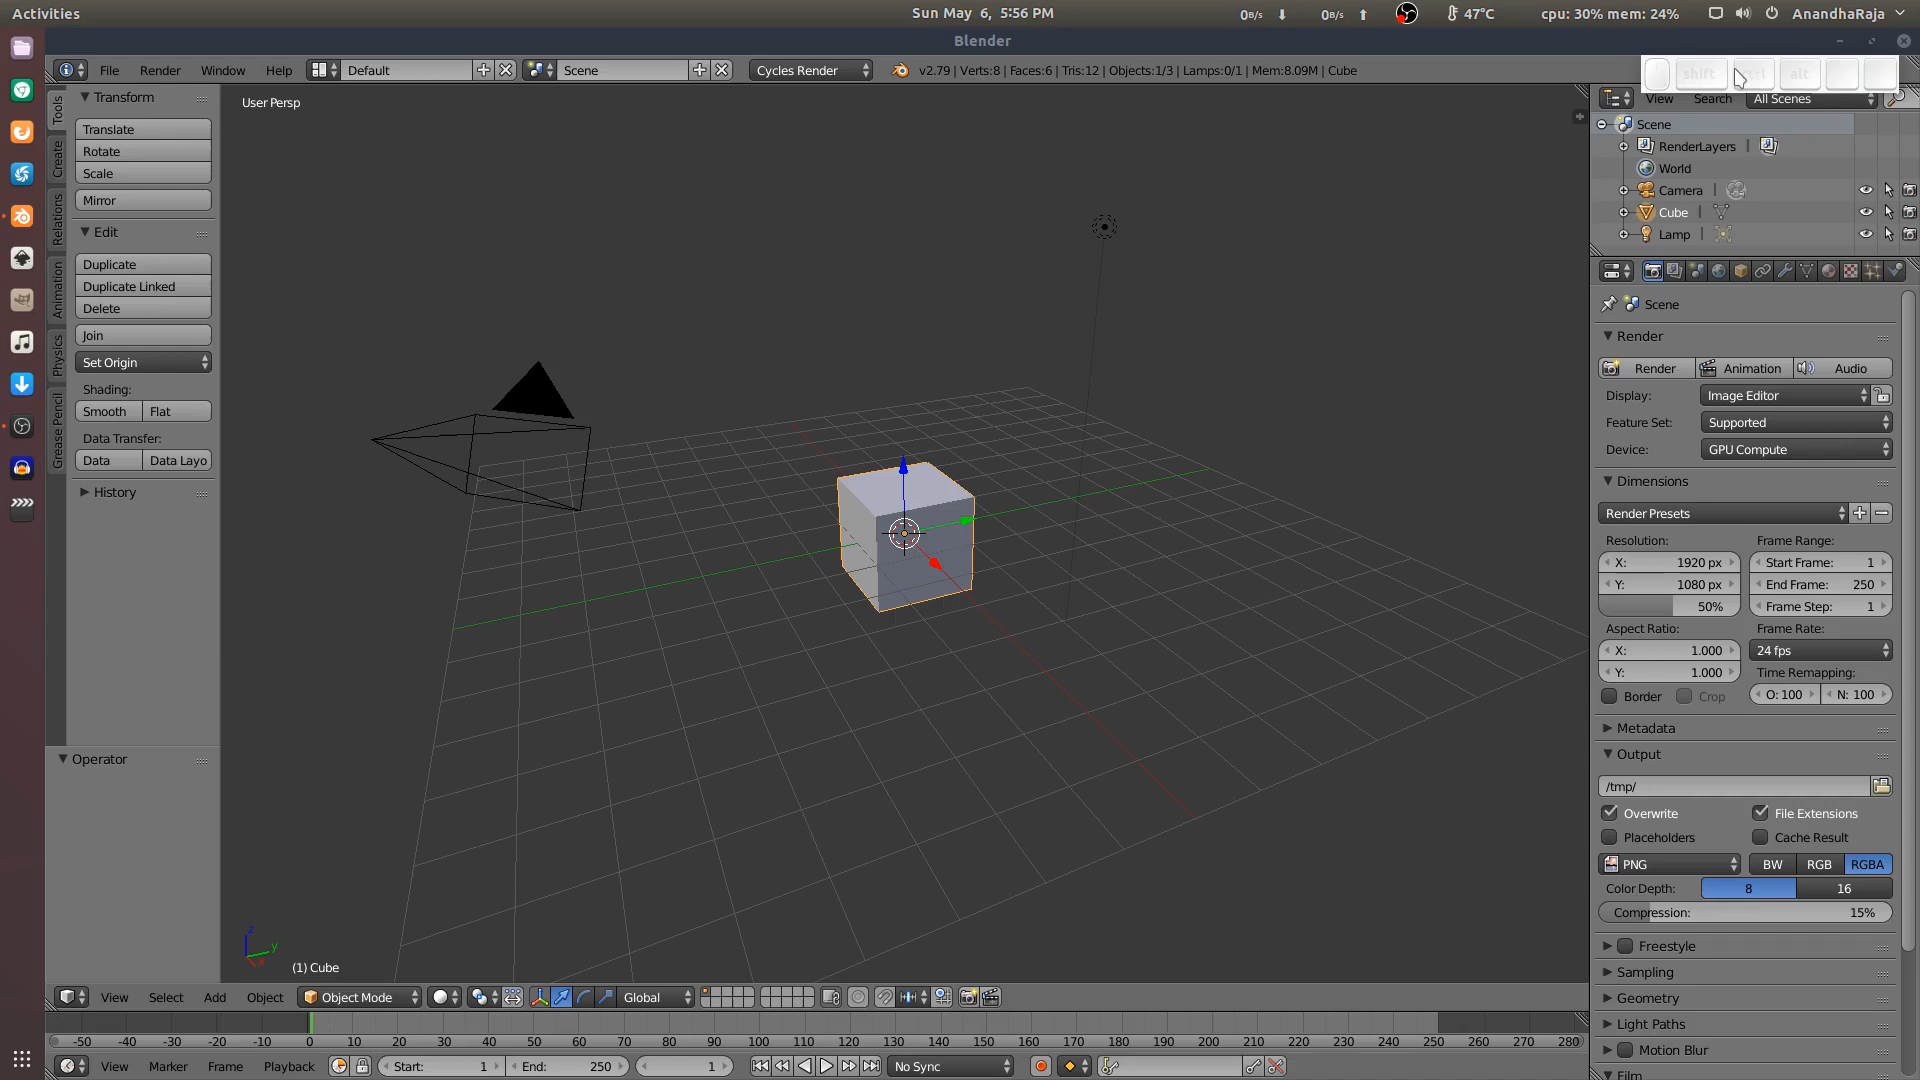 Activities
Sun May 6, 5:56 PM
0B/s 0B/s 47°C cpu: 30% mem: 24% AnandhaRaja
Blender
File Render Window Help Default Scene Cycles Render v2.79 | Verts:8 | Faces:6 | Tris:12 | Objects:1/3 | Lamps:0/1 | Mem:8.09M | Cube
shift alt
View Search All Scenes
Tools
Create
Relations
Animation
Physics
Grease Pencil
Transform
Translate
Rotate
Scale
Mirror
Edit
Duplicate
Duplicate Linked
Delete
Join
Set Origin
Shading:
Smooth Flat
Data Transfer:
Data Data Layo
History
Operator
User Persp
z
y
x
(1) Cube
Scene
RenderLayers
World
Camera
Cube
Lamp
Scene
Render
Render Animation Audio
Display: Image Editor
Feature Set: Supported
Device: GPU Compute
Dimensions
Render Presets
Resolution: Frame Range:
X: 1920 px Start Frame: 1
Y: 1080 px End Frame: 250
50% Frame Step: 1
Aspect Ratio: Frame Rate:
X: 1.000 24 fps
Y: 1.000 Time Remapping:
Border Crop O: 100 N: 100
Metadata
Output
/tmp/
Overwrite File Extensions
Placeholders Cache Result
PNG BW RGB RGBA
Color Depth: 8 16
Compression: 15%
Freestyle
Sampling
Geometry
Light Paths
Motion Blur
Film
View Select Add Object Object Mode Global
-50 -40 -30 -20 -10 0 10 20 30 40 50 60 70 80 90 100 110 120 130 140 150 160 170 180 190 200 210 220 230 240 250 260 270 280
View Marker Frame Playback Start: 1 End: 250 1 No Sync